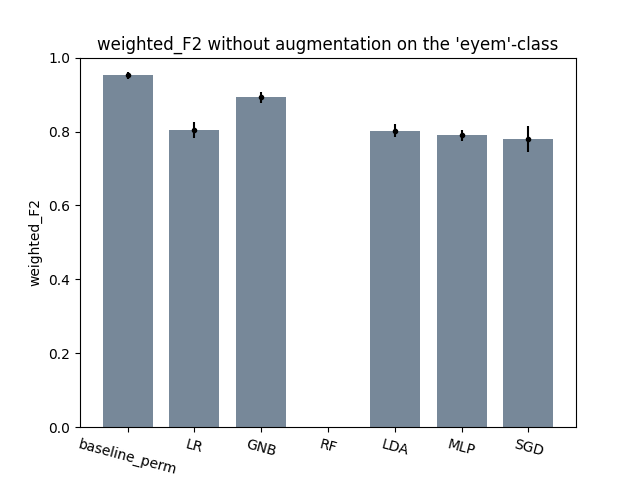 weighted_F2 without augmentation on the 'eyem'-class
weighted_F2
1.0
0.8
0.6
0.4
0.2
0.0
baseline_perm
LR
GNB
RF
LDA
MLP
SGD